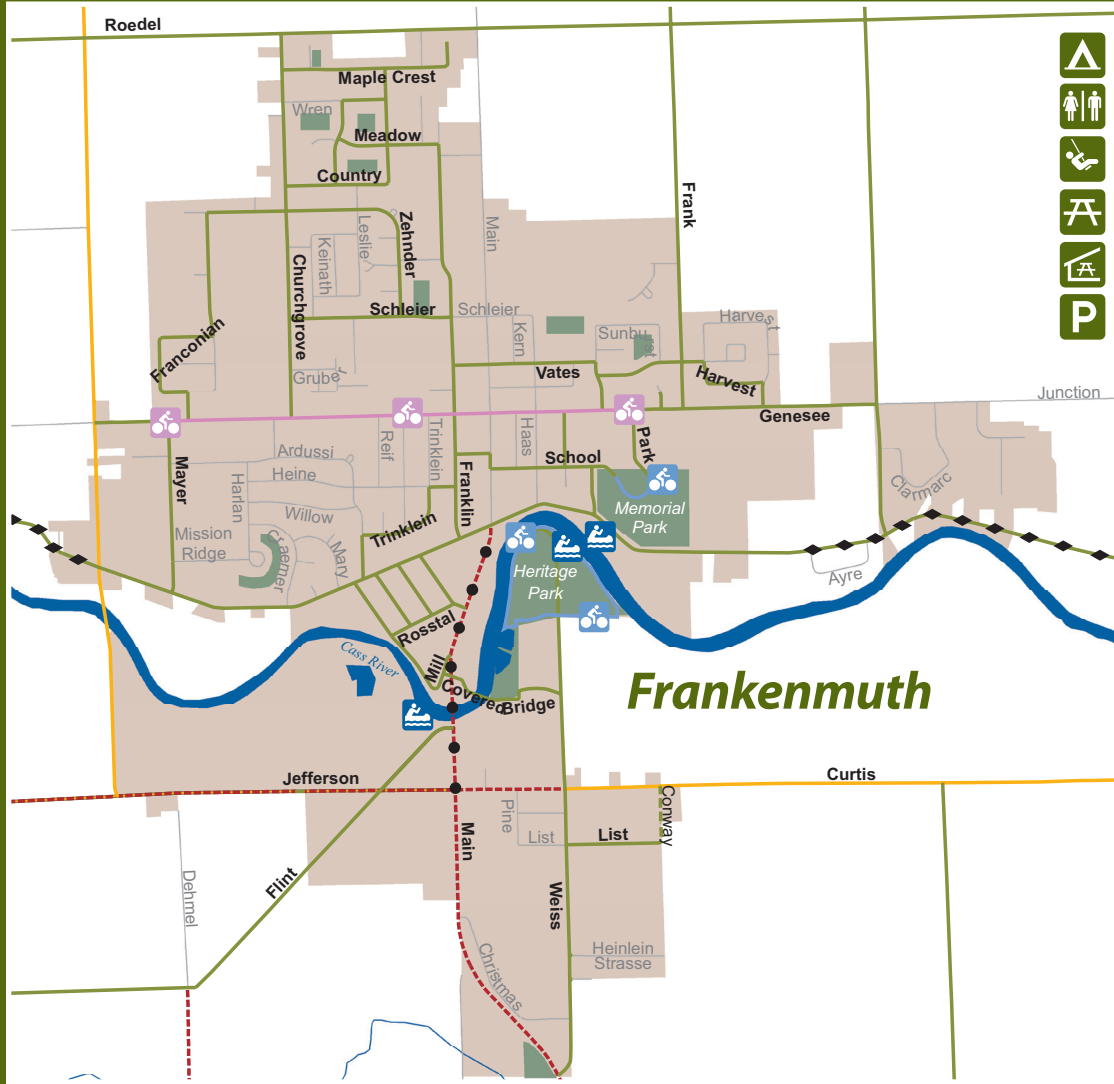 Roedel
Maple Crest
Wren
Meadow
Country
Frank
Zehnder
Leslie
Main
Keinath
Churchgrove
Schleier
Schleier
Kern
Harvest
Sunburst
Franconian
Gruber
Vates
Harvest
Junction
Genesee
Park
Haas
Trinklein
Reif
Ardussi
School
Franklin
Mayer
Heine
Harlan
Clarmarc
Willow
Memorial
Park
Trinklein
Mission
Ridge
Craemer
Mary
Heritage
Park
Ayre
Rosstal
Cass River
Mill
Covered
Bridge
Frankenmuth
Jefferson
Curtis
Conway
Pine
Main
List
List
Flint
Dehmel
Weiss
Christmas
Heinlein
Strasse
P